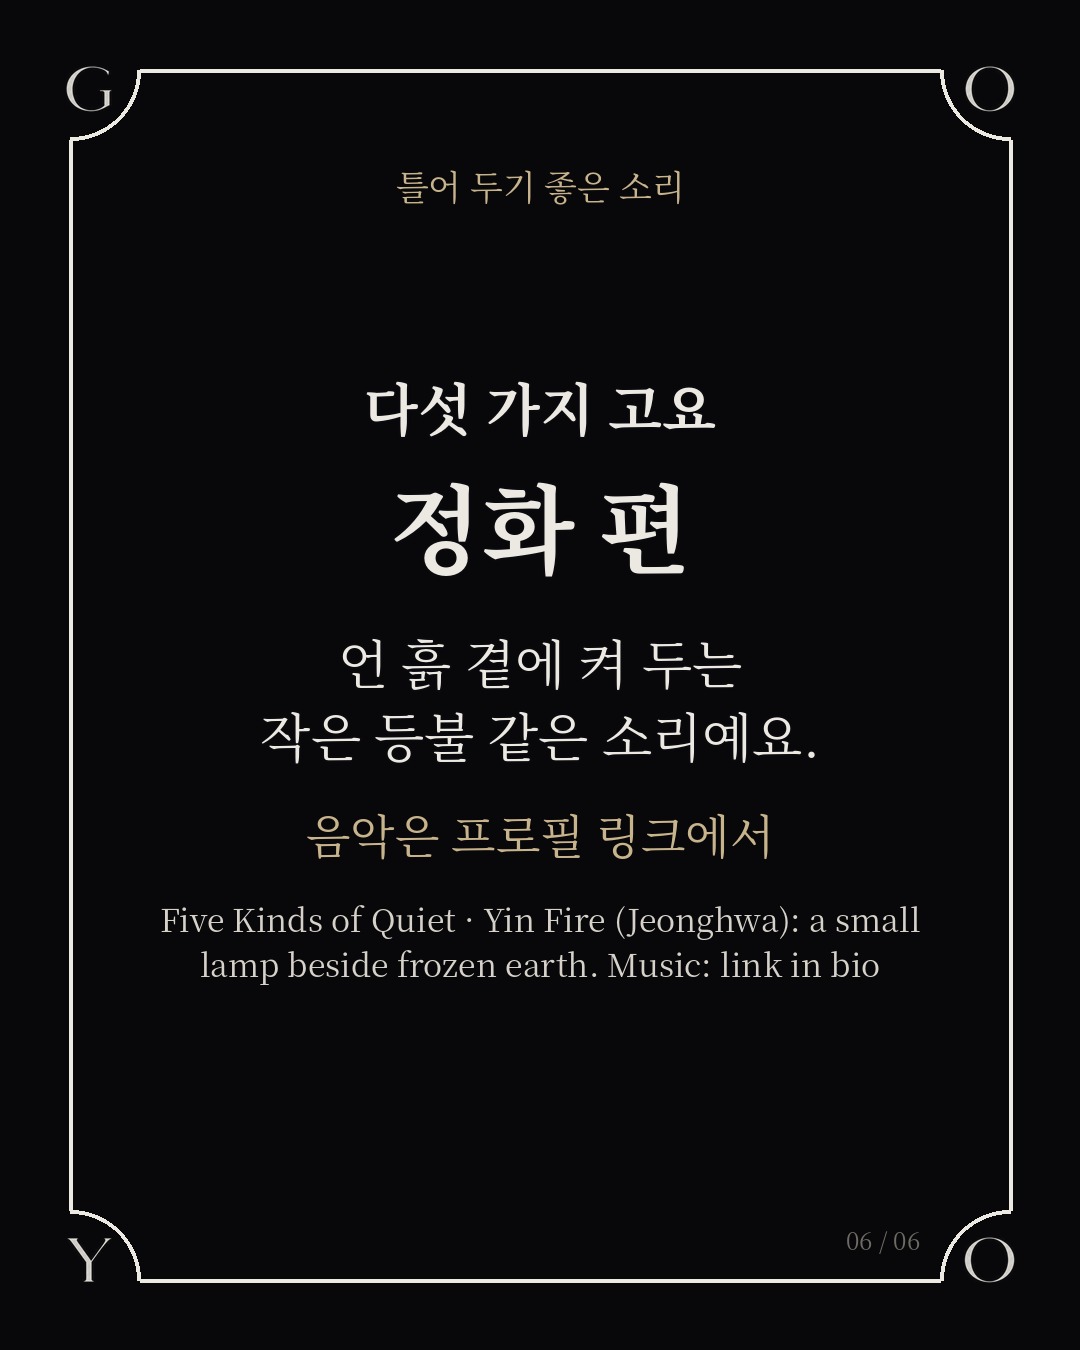 G O
틀어 두기 좋은 소리
다섯 가지 고요
정화 편
언 흙 곁에 켜 두는
작은 등불 같은 소리예요.
음악은 프로필 링크에서
Five Kinds of Quiet · Yin Fire (Jeonghwa): a small
lamp beside frozen earth. Music: link in bio
06 / 06
Y O